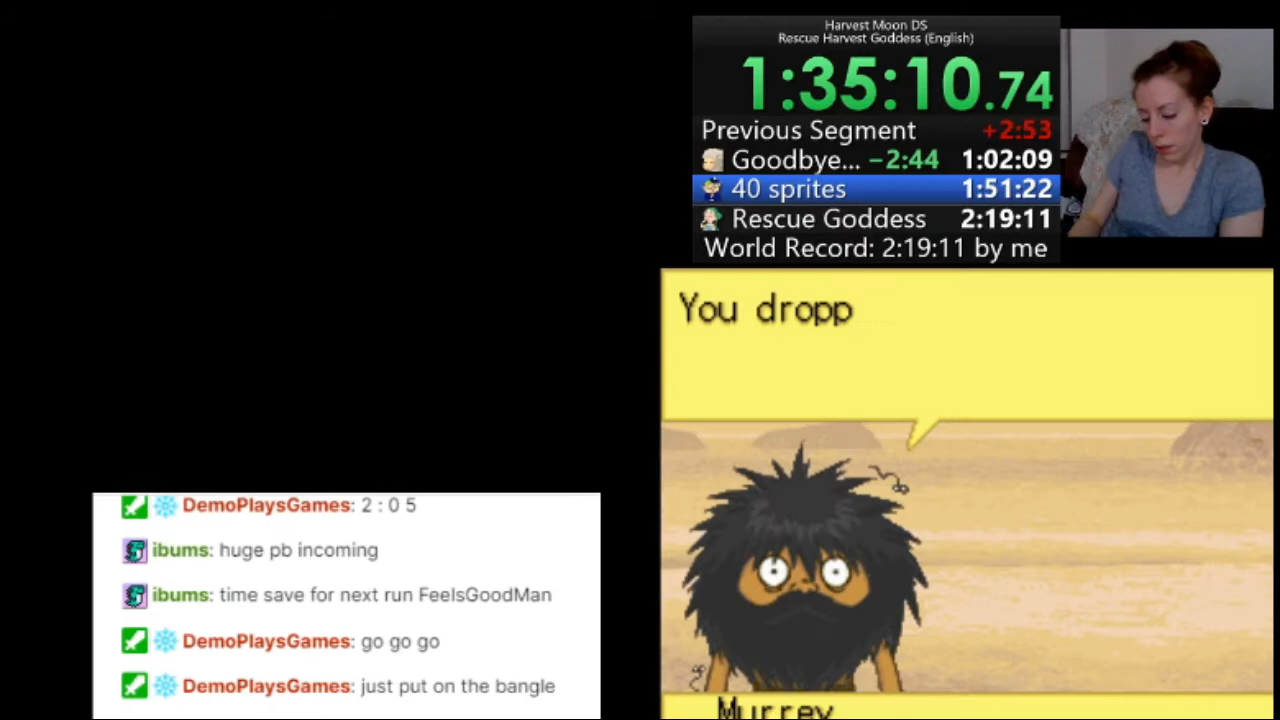 Harvest Moon DS
Rescue Harvest Goddess (English)
1:35:10.74
Previous Segment +2:53
Goodbye... -2:44 1:02:09
40 sprites 1:51:22
Rescue Goddess 2:19:11
World Record: 2:19:11 by me
You dropp
Murrey
DemoPlaysGames: 2 : 0 5
ibums: huge pb incoming
ibums: time save for next run FeelsGoodMan
DemoPlaysGames: go go go
DemoPlaysGames: just put on the bangle